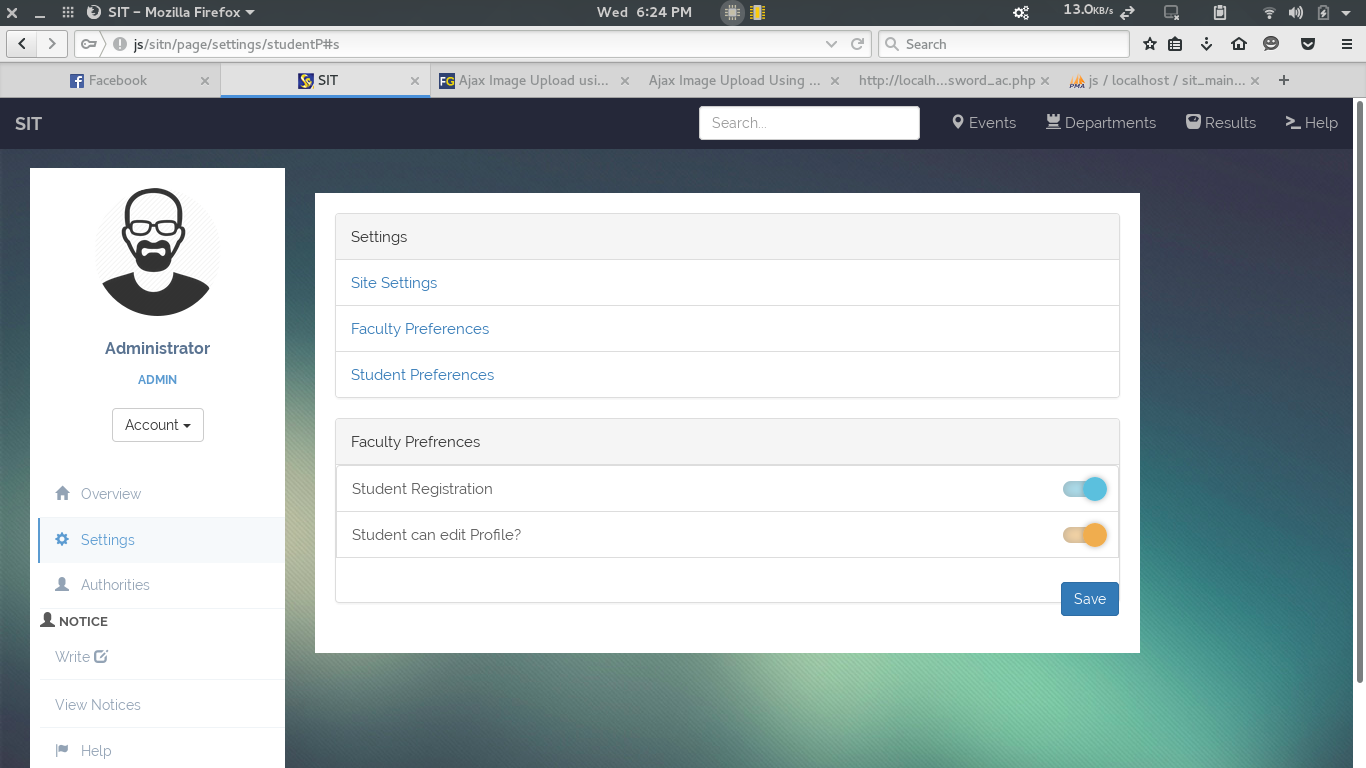 SIT – Mozilla Firefox
Wed 6:24 PM
13.0KB/s
js/sitn/page/settings/studentP#s
Search
Facebook
SIT
Ajax Image Upload usi...
Ajax Image Upload Using ...
http://localh...sword_ac.php
js / localhost / sit_main...
SIT
Search...
Events
Departments
Results
Help
Administrator
ADMIN
Account
Overview
Settings
Authorities
NOTICE
Write
View Notices
Help
Settings
Site Settings
Faculty Preferences
Student Preferences
Faculty Prefrences
Student Registration
Student can edit Profile?
Save